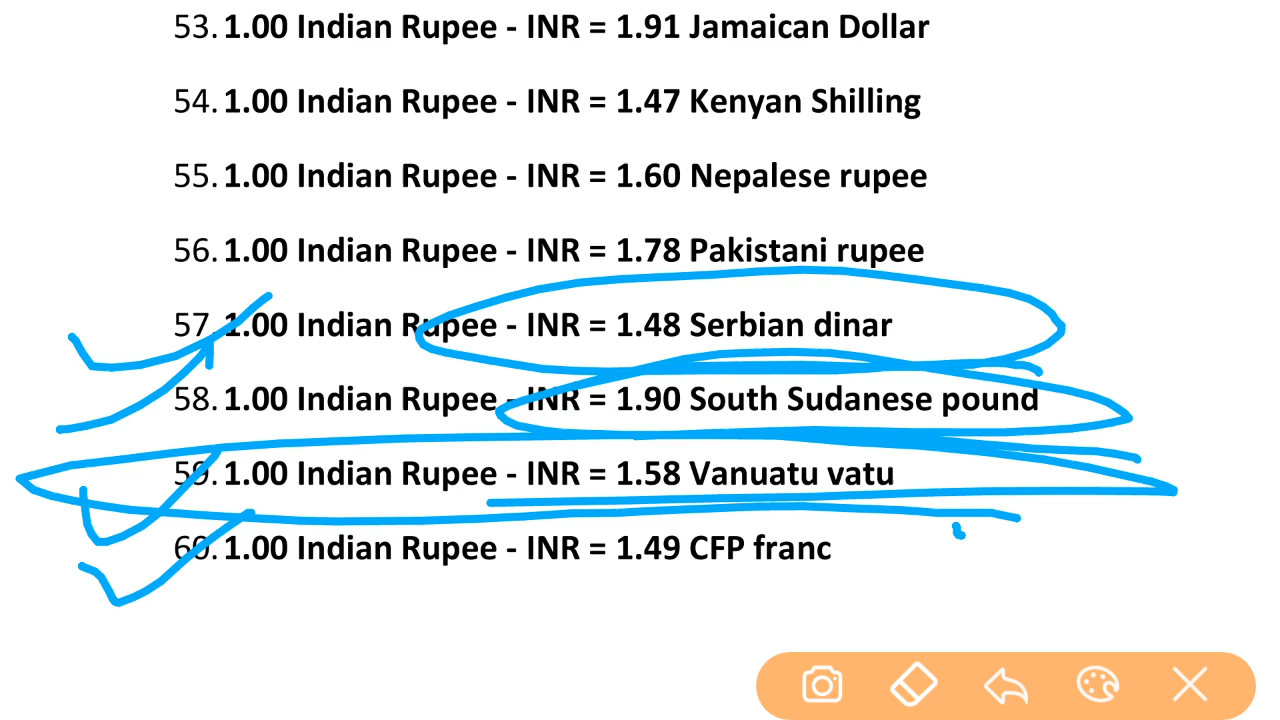 53. 1.00 Indian Rupee - INR = 1.91 Jamaican Dollar
54. 1.00 Indian Rupee - INR = 1.47 Kenyan Shilling
55. 1.00 Indian Rupee - INR = 1.60 Nepalese rupee
56. 1.00 Indian Rupee - INR = 1.78 Pakistani rupee
57. 1.00 Indian Rupee - INR = 1.48 Serbian dinar
58. 1.00 Indian Rupee - INR = 1.90 South Sudanese pound
59. 1.00 Indian Rupee - INR = 1.58 Vanuatu vatu
60. 1.00 Indian Rupee - INR = 1.49 CFP franc